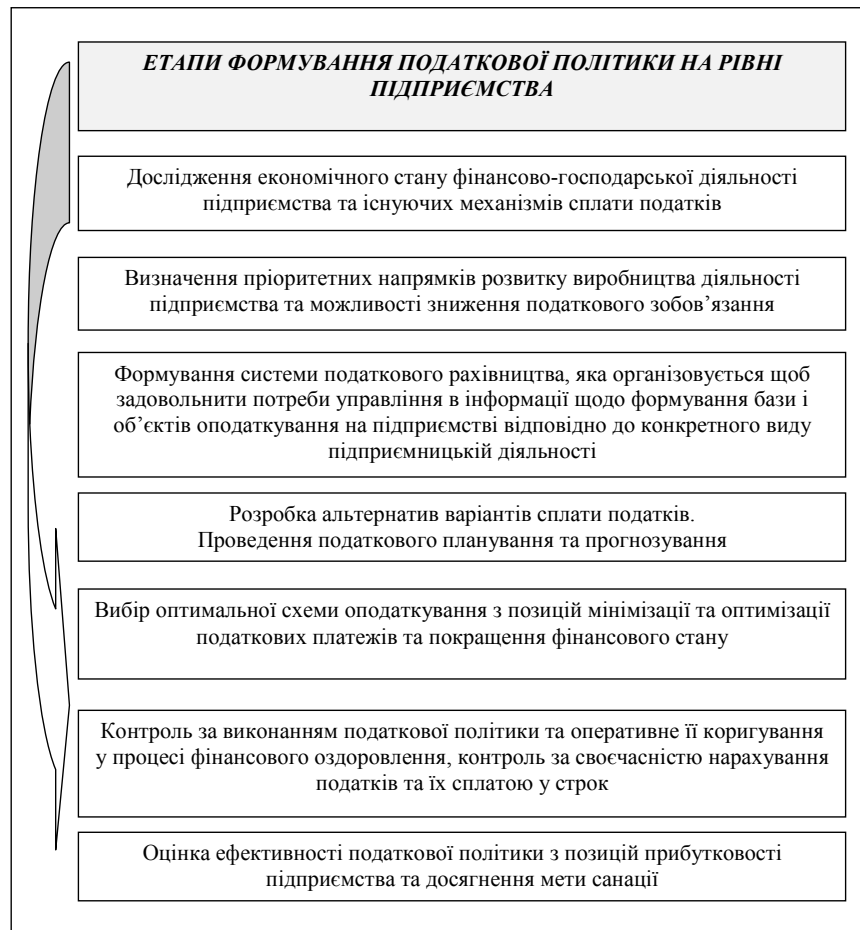 ЕТАПИ ФОРМУВАННЯ ПОДАТКОВОЇ ПОЛІТИКИ НА РІВНІ
ПІДПРИЄМСТВА
Дослідження економічного стану фінансово-господарської діяльності
підприємства та існуючих механізмів сплати податків
Визначення пріоритетних напрямків розвитку виробництва діяльності
підприємства та можливості зниження податкового зобов’язання
Формування системи податкового рахівництва, яка організовується щоб
задовольнити потреби управління в інформації щодо формування бази і
об’єктів оподаткування на підприємстві відповідно до конкретного виду
підприємницькій діяльності
Розробка альтернатив варіантів сплати податків.
Проведення податкового планування та прогнозування
Вибір оптимальної схеми оподаткування з позицій мінімізації та оптимізації
податкових платежів та покращення фінансового стану
Контроль за виконанням податкової політики та оперативне її коригування
у процесі фінансового оздоровлення, контроль за своєчасністю нарахування
податків та їх сплатою у строк
Оцінка ефективності податкової політики з позицій прибутковості
підприємства та досягнення мети санації